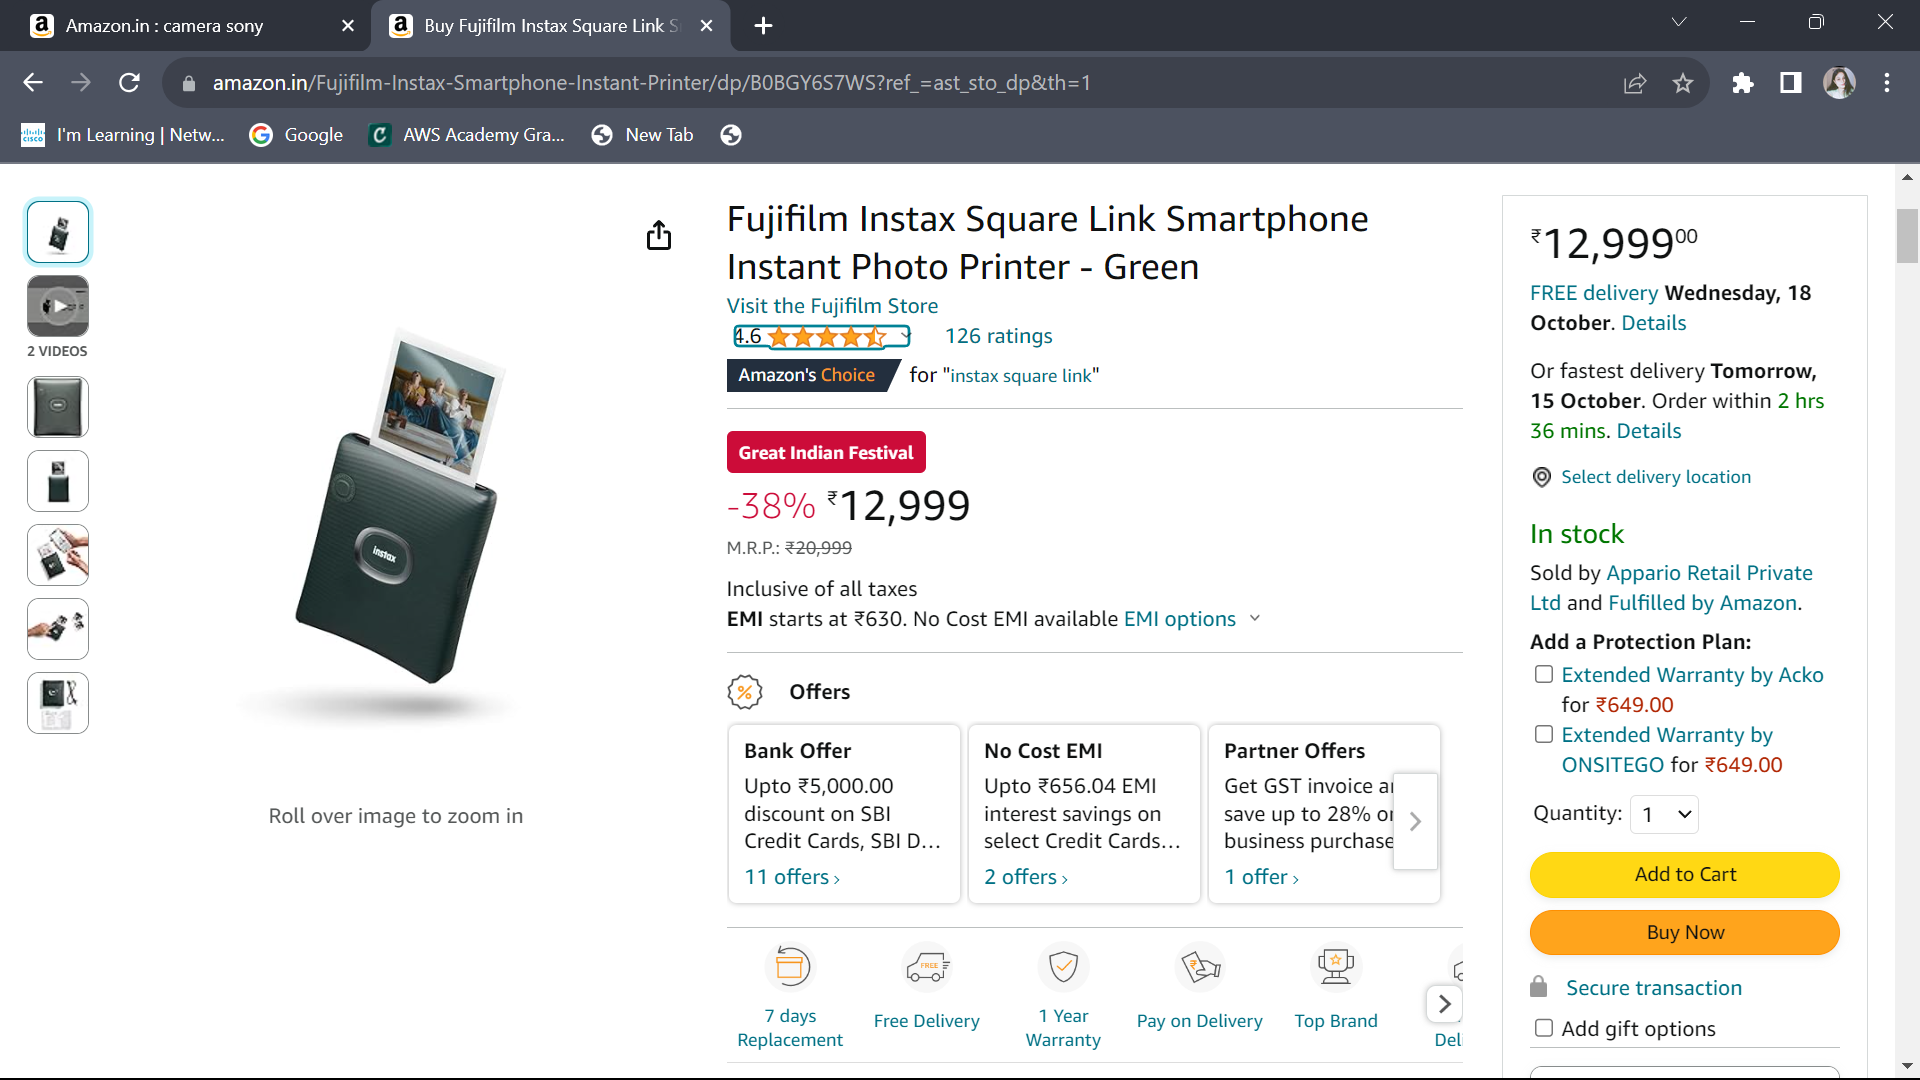 Amazon.in : camera sony
Buy Fujifilm Instax Square Link S
amazon.in/Fujifilm-Instax-Smartphone-Instant-Printer/dp/B0BGY6S7WS?ref_=ast_sto_dp&th=1
I'm Learning | Netw...
Google
AWS Academy Gra...
New Tab
2 VIDEOS
instax
Roll over image to zoom in
Fujifilm Instax Square Link Smartphone
Instant Photo Printer - Green
Visit the Fujifilm Store
4.6
126 ratings
Amazon's Choice for "instax square link"
Great Indian Festival
-38% ₹12,999
M.R.P.: ₹20,999
Inclusive of all taxes
EMI starts at ₹630. No Cost EMI available EMI options
Offers
Bank Offer
Upto ₹5,000.00
discount on SBI
Credit Cards, SBI D...
11 offers ›
No Cost EMI
Upto ₹656.04 EMI
interest savings on
select Credit Cards...
2 offers ›
Partner Offers
Get GST invoice a
save up to 28% o
business purchase
1 offer ›
7 days
Replacement
FREE
Free Delivery
1 Year
Warranty
Pay on Delivery
Top Brand
Deli
₹12,999 00
FREE delivery Wednesday, 18
October. Details
Or fastest delivery Tomorrow,
15 October. Order within 2 hrs
36 mins. Details
Select delivery location
In stock
Sold by Appario Retail Private
Ltd and Fulfilled by Amazon.
Add a Protection Plan:
Extended Warranty by Acko
for ₹649.00
Extended Warranty by
ONSITEGO for ₹649.00
Quantity: 1
Add to Cart
Buy Now
Secure transaction
Add gift options